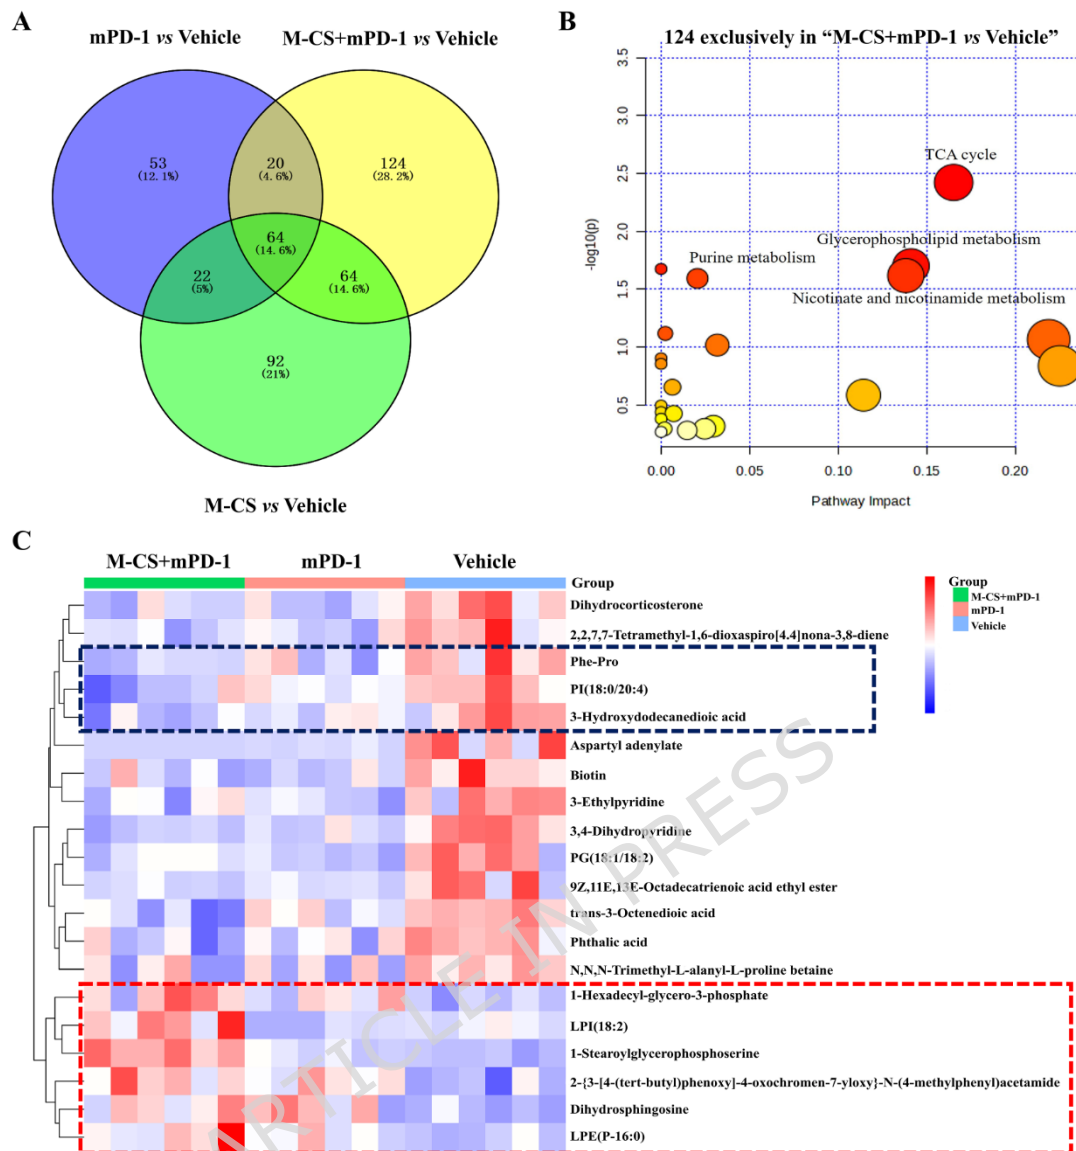 A
mPD-1 vs Vehicle
M-CS+mPD-1 vs Vehicle
53
(12.1%)
20
(4.6%)
124
(28.2%)
64
(14.6%)
22
(5%)
64
(14.6%)
92
(21%)
M-CS vs Vehicle
B
124 exclusively in “M-CS+mPD-1 vs Vehicle”
3.5
3.0
2.5
2.0
1.5
1.0
0.5
-log10(p)
TCA cycle
Glycerophospholipid metabolism
Purine metabolism
Nicotinate and nicotinamide metabolism
0.00 0.05 0.10 0.15 0.20
Pathway Impact
C
M-CS+mPD-1 mPD-1 Vehicle
Group
Dihydrocorticosterone
2,2,7,7-Tetramethyl-1,6-dioxaspiro[4.4]nona-3,8-diene
Phe-Pro
PI(18:0/20:4)
3-Hydroxydodecanedioic acid
Aspartyl adenylate
Biotin
3-Ethylpyridine
3,4-Dihydropyridine
PG(18:1/18:2)
9Z,11E,13E-Octadecatrienoic acid ethyl ester
trans-3-Octenedioic acid
Phthalic acid
N,N,N-Trimethyl-L-alanyl-L-proline betaine
1-Hexadecyl-glycero-3-phosphate
LPI(18:2)
1-Stearoylglycerophosphoserine
2-{3-[4-(tert-butyl)phenoxy]-4-oxochromen-7-yloxy}-N-(4-methylphenyl)acetamide
Dihydrosphingosine
LPE(P-16:0)
Group
M-CS+mPD-1
mPD-1
Vehicle
ARTICLE IN PRESS